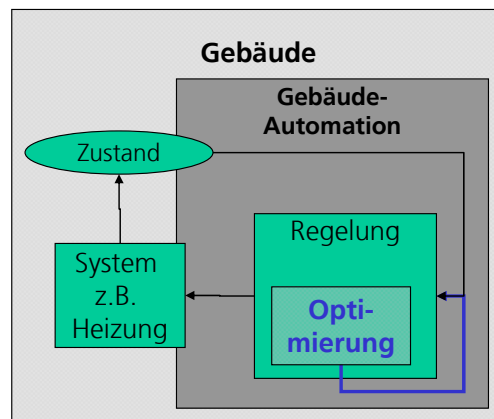 Gebäude
Gebäude-
Automation
Zustand
Regelung
System
z.B.
Heizung
Opti-
mierung